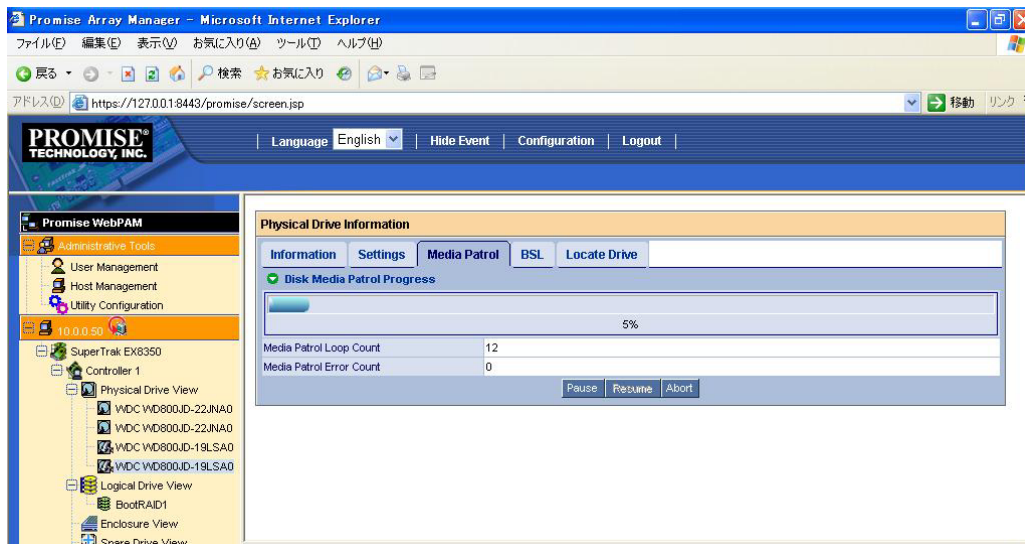 Promise Array Manager - Microsoft Internet Explorer
ファイル(F) 編集(E) 表示(V) お気に入り(A) ツール(T) ヘルプ(H)
戻る 検索 お気に入り
アドレス(D) https://127.0.0.1:8443/promise/screen.jsp 移動 リンク
PROMISE®
TECHNOLOGY, INC.
| Language English | Hide Event | Configuration | Logout |
Promise WebPAM
Administrative Tools
User Management
Host Management
Utility Configuration
10.0.0.50
SuperTrak EX8350
Controller 1
Physical Drive View
WDC WD800JD-22JNA0
WDC WD800JD-22JNA0
WDC WD800JD-19LSA0
WDC WD800JD-19LSA0
Logical Drive View
BootRAID1
Enclosure View
Spare Drive View
Physical Drive Information
Information Settings Media Patrol BSL Locate Drive
Disk Media Patrol Progress
5%
Media Patrol Loop Count 12
Media Patrol Error Count 0
Pause Resume Abort